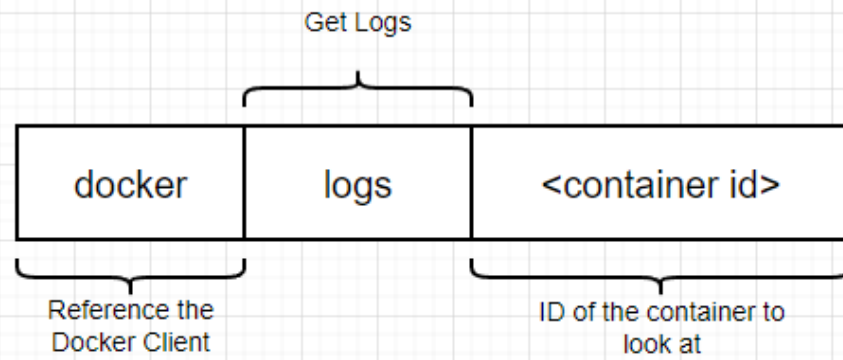 Get Logs
docker logs <container id>
Reference the
Docker Client
ID of the container to
look at